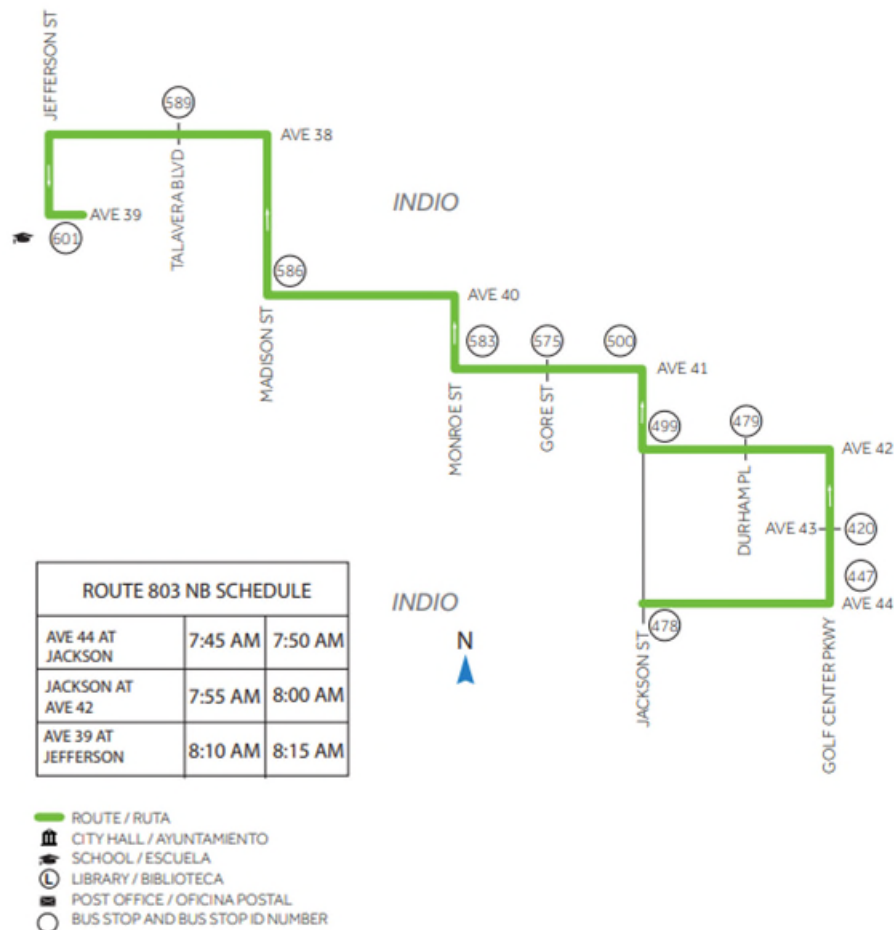 JEFFERSON ST
589
AVE 38
TALAVERA BLVD
INDIO
AVE 39
601
586
AVE 40
MADISON ST
583
575
500
AVE 41
MONROE ST
GORE ST
499
479
AVE 42
DURHAM PL
AVE 43
420
447
AVE 44
INDIO
478
N
JACKSON ST
GOLF CENTER PKWY
ROUTE 803 NB SCHEDULE
AVE 44 AT
JACKSON
7:45 AM
7:50 AM
JACKSON AT
AVE 42
7:55 AM
8:00 AM
AVE 39 AT
JEFFERSON
8:10 AM
8:15 AM
ROUTE / RUTA
CITY HALL / AYUNTAMIENTO
SCHOOL / ESCUELA
L LIBRARY / BIBLIOTECA
POST OFFICE / OFICINA POSTAL
BUS STOP AND BUS STOP ID NUMBER